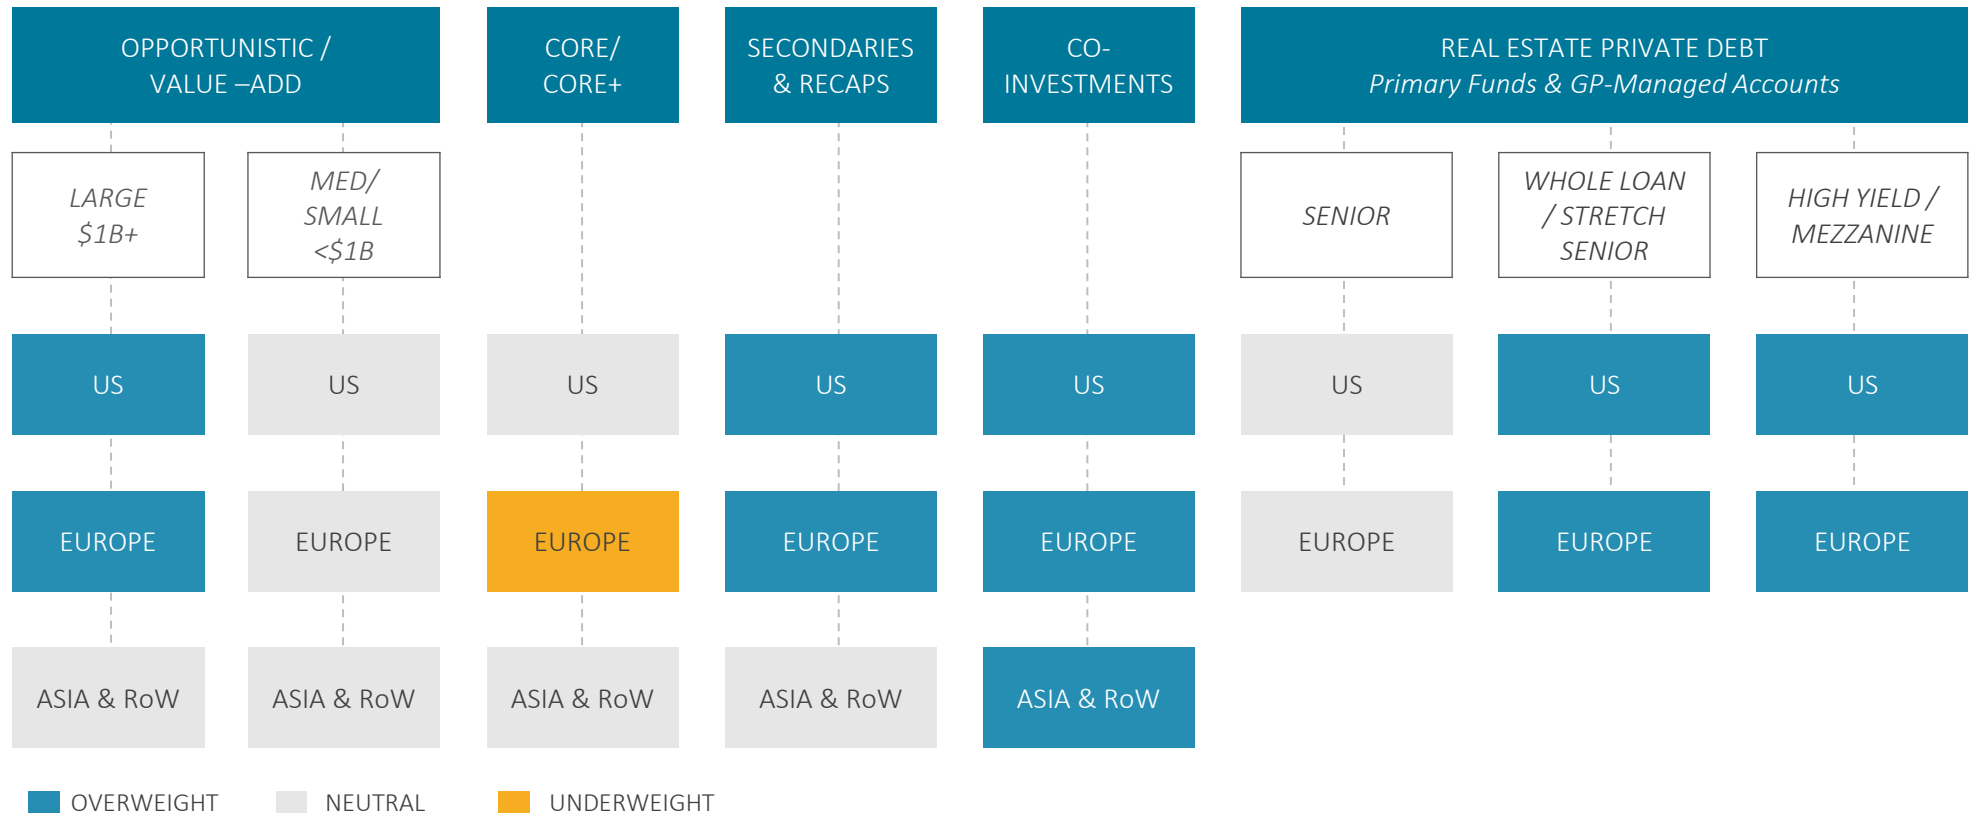 OPPORTUNISTIC /
VALUE –ADD
CORE/
CORE+
SECONDARIES
& RECAPS
CO-
INVESTMENTS
REAL ESTATE PRIVATE DEBT
Primary Funds & GP-Managed Accounts
LARGE
$1B+
MED/
SMALL
<$1B
SENIOR
WHOLE LOAN
/ STRETCH
SENIOR
HIGH YIELD /
MEZZANINE
US
US
US
US
US
US
US
US
EUROPE
EUROPE
EUROPE
EUROPE
EUROPE
EUROPE
EUROPE
EUROPE
ASIA & RoW
ASIA & RoW
ASIA & RoW
ASIA & RoW
ASIA & RoW
OVERWEIGHT
NEUTRAL
UNDERWEIGHT